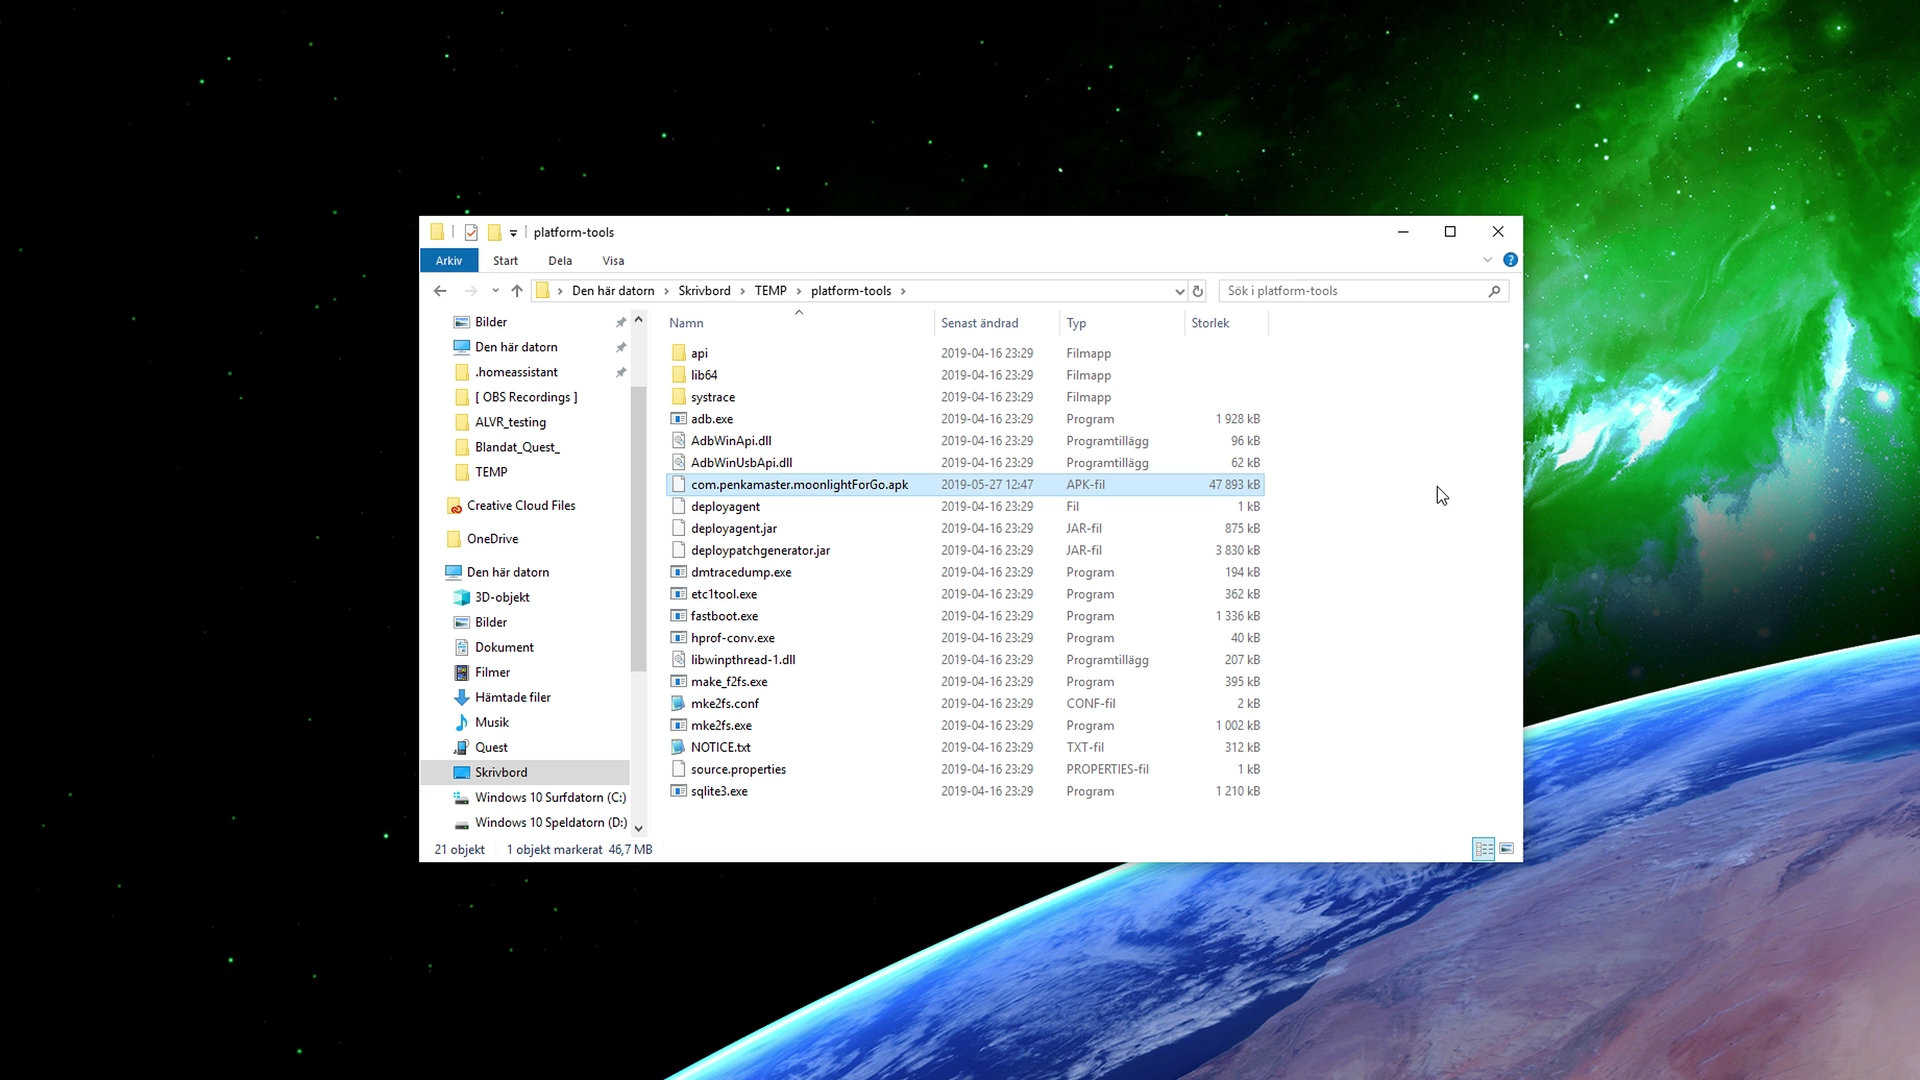 platform-tools
Arkiv Start Dela Visa
Den här datorn Skrivbord TEMP platform-tools Sök i platform-tools
Bilder
Den här datorn
.homeassistant
[ OBS Recordings ]
ALVR_testing
Blandat_Quest_
TEMP
Creative Cloud Files
OneDrive
Den här datorn
3D-objekt
Bilder
Dokument
Filmer
Hämtade filer
Musik
Quest
Skrivbord
Windows 10 Surfdatorn (C:)
Windows 10 Speldatorn (D:)
Namn Senast ändrad Typ Storlek
api 2019-04-16 23:29 Filmapp
lib64 2019-04-16 23:29 Filmapp
systrace 2019-04-16 23:29 Filmapp
adb.exe 2019-04-16 23:29 Program 1 928 kB
AdbWinApi.dll 2019-04-16 23:29 Programtillägg 96 kB
AdbWinUsbApi.dll 2019-04-16 23:29 Programtillägg 62 kB
com.penkamaster.moonlightForGo.apk 2019-05-27 12:47 APK-fil 47 893 kB
deployagent 2019-04-16 23:29 Fil 1 kB
deployagent.jar 2019-04-16 23:29 JAR-fil 875 kB
deploypatchgenerator.jar 2019-04-16 23:29 JAR-fil 3 830 kB
dmtracedump.exe 2019-04-16 23:29 Program 194 kB
etc1tool.exe 2019-04-16 23:29 Program 362 kB
fastboot.exe 2019-04-16 23:29 Program 1 336 kB
hprof-conv.exe 2019-04-16 23:29 Program 40 kB
libwinpthread-1.dll 2019-04-16 23:29 Programtillägg 207 kB
make_f2fs.exe 2019-04-16 23:29 Program 395 kB
mke2fs.conf 2019-04-16 23:29 CONF-fil 2 kB
mke2fs.exe 2019-04-16 23:29 Program 1 002 kB
NOTICE.txt 2019-04-16 23:29 TXT-fil 312 kB
source.properties 2019-04-16 23:29 PROPERTIES-fil 1 kB
sqlite3.exe 2019-04-16 23:29 Program 1 210 kB
21 objekt 1 objekt markerat 46,7 MB